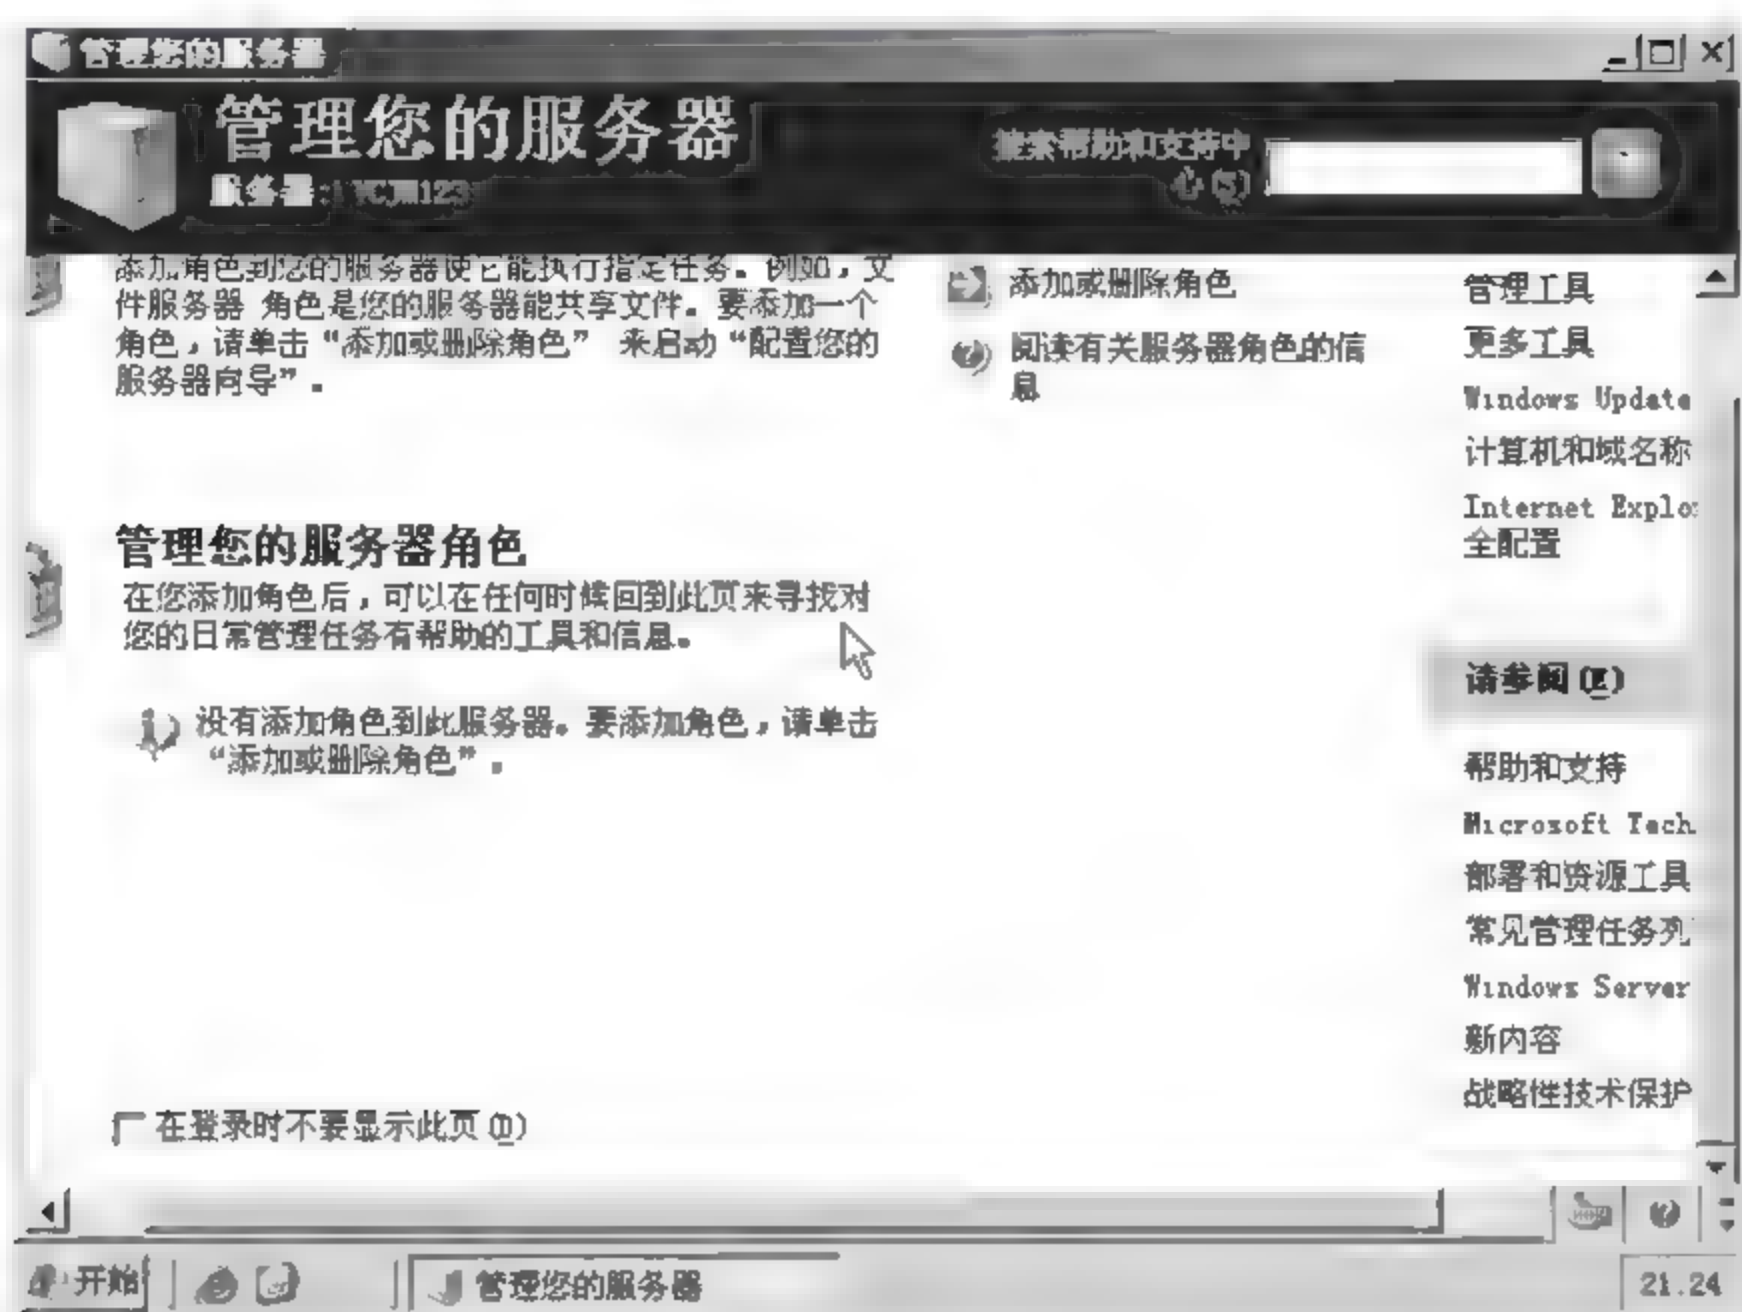 管理您的服务器
管理您的服务器
服务器:
搜索帮助和支持中
心(S)
添加角色到您的服务器使它能执行指定任务。例如，文
件服务器 角色是您的服务器能共享文件。要添加一个
角色，请单击“添加或删除角色” 来启动“配置您的
服务器向导”。
添加或删除角色
阅读有关服务器角色的信
息
管理您的服务器角色
在您添加角色后，可以在任何时候回到此页来寻找对
您的日常管理任务有帮助的工具和信息。
没有添加角色到此服务器。要添加角色，请单击
“添加或删除角色”。
在登录时不要显示此页(D)
管理工具
更多工具
Windows Update
计算机和域名称
Internet Explo
全配置
请参阅(E)
帮助和支持
Microsoft Tech
部署和资源工具
常见管理任务列
Windows Server
新内容
战略性技术保护
开始
管理您的服务器
21:24